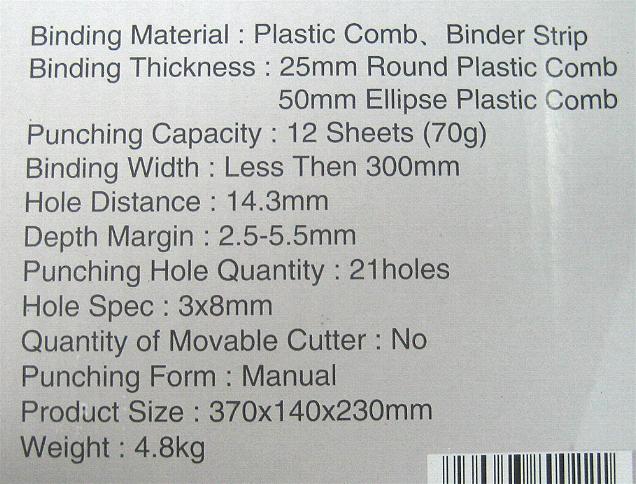 Binding Material : Plastic Comb、Binder Strip
Binding Thickness : 25mm Round Plastic Comb
50mm Ellipse Plastic Comb
Punching Capacity : 12 Sheets (70g)
Binding Width : Less Then 300mm
Hole Distance : 14.3mm
Depth Margin : 2.5-5.5mm
Punching Hole Quantity : 21holes
Hole Spec : 3x8mm
Quantity of Movable Cutter : No
Punching Form : Manual
Product Size : 370x140x230mm
Weight : 4.8kg